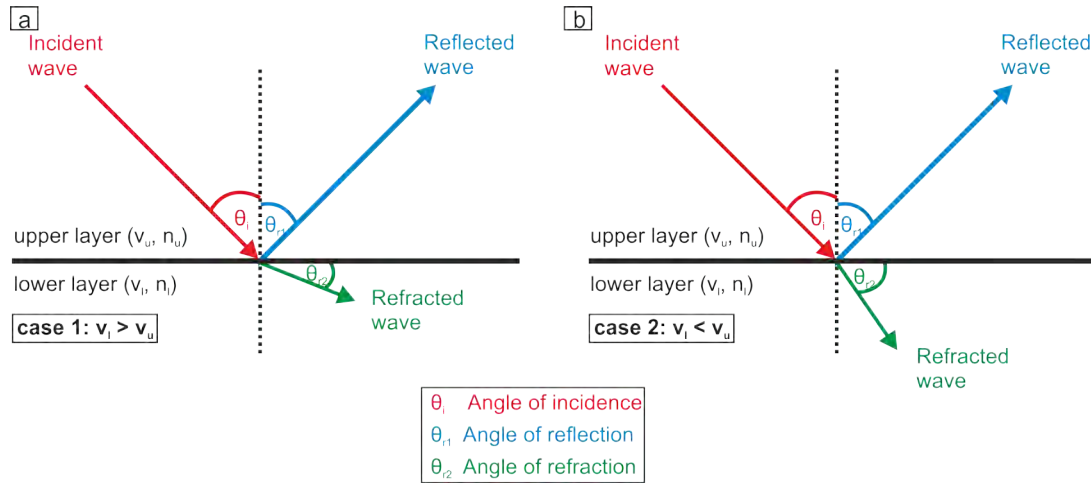 a
Incident
wave
Reflected
wave
θi
θr1
upper layer (vu, nu)
lower layer (vl, nl)
θr2
Refracted
wave
case 1: vl > vu
b
Incident
wave
Reflected
wave
θi
θr1
upper layer (vu, nu)
lower layer (vl, nl)
θr2
case 2: vl < vu
Refracted
wave
θi Angle of incidence
θr1 Angle of reflection
θr2 Angle of refraction